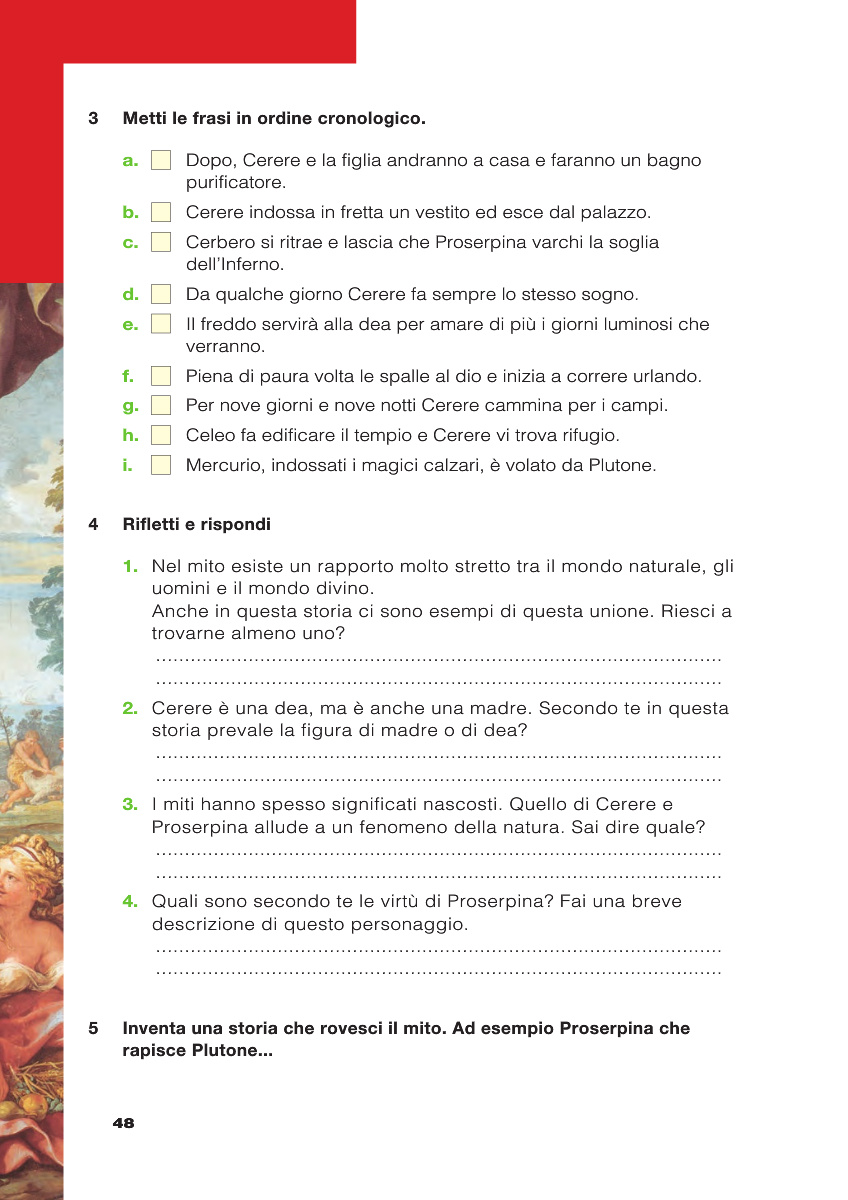 3 Metti le frasi in ordine cronologico.
a. Dopo, Cerere e la figlia andranno a casa e faranno un bagno
purificatore.
b. Cerere indossa in fretta un vestito ed esce dal palazzo.
c. Cerbero si ritrae e lascia che Proserpina varchi la soglia
dell'Inferno.
d. Da qualche giorno Cerere fa sempre lo stesso sogno.
e. Il freddo servirà alla dea per amare di più i giorni luminosi che
verranno.
f. Piena di paura volta le spalle al dio e inizia a correre urlando.
g. Per nove giorni e nove notti Cerere cammina per i campi.
h. Celeo fa edificare il tempio e Cerere vi trova rifugio.
i. Mercurio, indossati i magici calzari, è volato da Plutone.
4 Rifletti e rispondi
1. Nel mito esiste un rapporto molto stretto tra il mondo naturale, gli
uomini e il mondo divino.
Anche in questa storia ci sono esempi di questa unione. Riesci a
trovarne almeno uno?
2. Cerere è una dea, ma è anche una madre. Secondo te in questa
storia prevale la figura di madre o di dea?
3. I miti hanno spesso significati nascosti. Quello di Cerere e
Proserpina allude a un fenomeno della natura. Sai dire quale?
4. Quali sono secondo te le virtù di Proserpina? Fai una breve
descrizione di questo personaggio.
5 Inventa una storia che rovesci il mito. Ad esempio Proserpina che
rapisce Plutone...
48